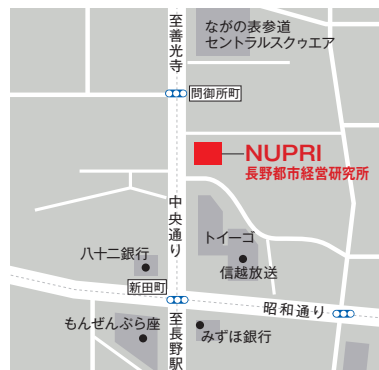 至善光寺
ながの表参道
セントラルスクゥエア
問御所町
NUPRI
長野都市経営研究所
中央通り
トイーゴ
八十二銀行
信越放送
新田町
昭和通り
もんぜんぷら座
至長野駅
みずほ銀行